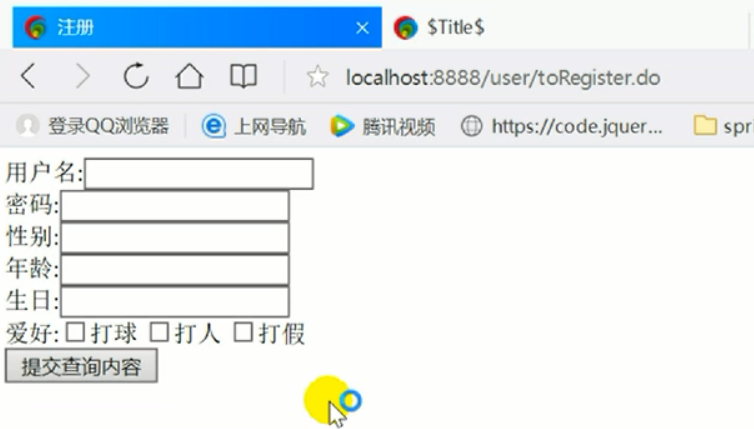 注册
$Title$
localhost:8888/user/toRegister.do
登录QQ浏览器 上网导航 腾讯视频 https://code.jquer... spr
用户名:
密码:
性别:
年龄:
生日:
爱好: 打球 打人 打假
提交查询内容